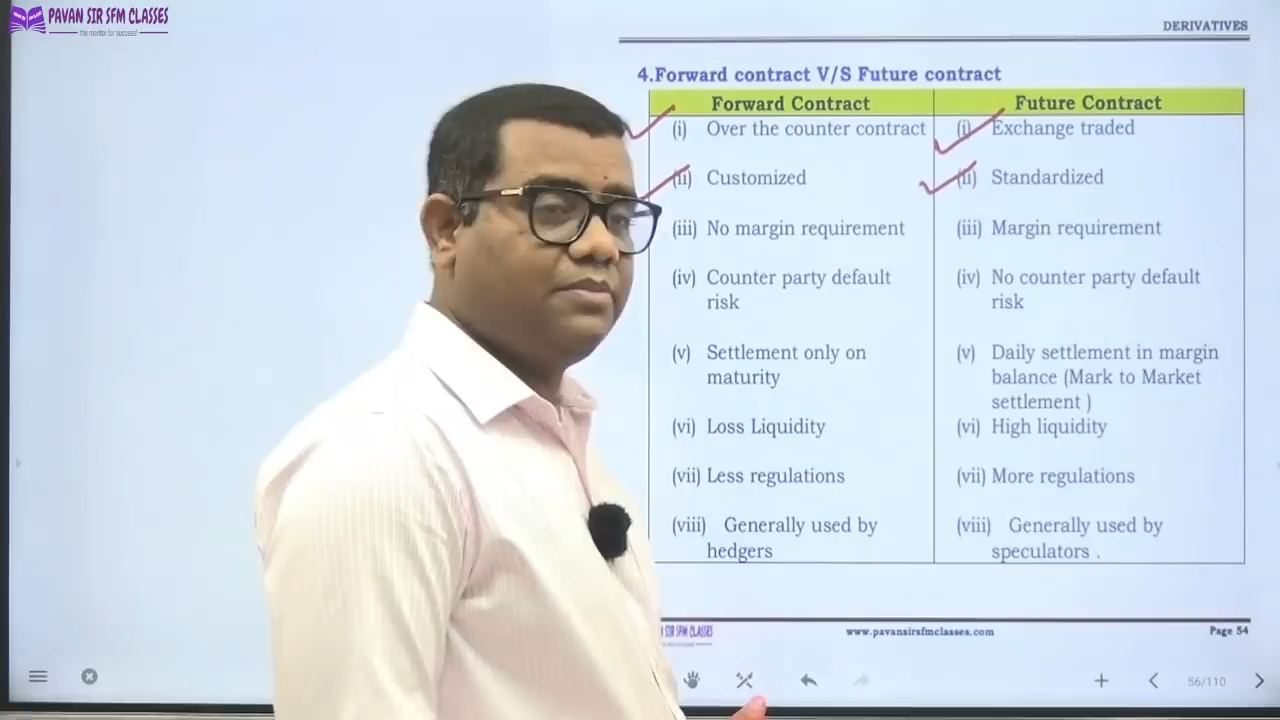 PAVAN SIR SFM CLASSES
the mentor for success!
DERIVATIVES
4.Forward contract V/S Future contract
Forward Contract
Future Contract
(i) Over the counter contract
(i) Exchange traded
(ii) Customized
(ii) Standardized
(iii) No margin requirement
(iii) Margin requirement
(iv) Counter party default
risk
(iv) No counter party default
risk
(v) Settlement only on
maturity
(v) Daily settlement in margin
balance (Mark to Market
settlement )
(vi) Loss Liquidity
(vi) High liquidity
(vii) Less regulations
(vii) More regulations
(viii) Generally used by
hedgers
(viii) Generally used by
speculators .
SIR SFM CLASSES
www.pavansirsfmclasses.com
Page 54
56/110